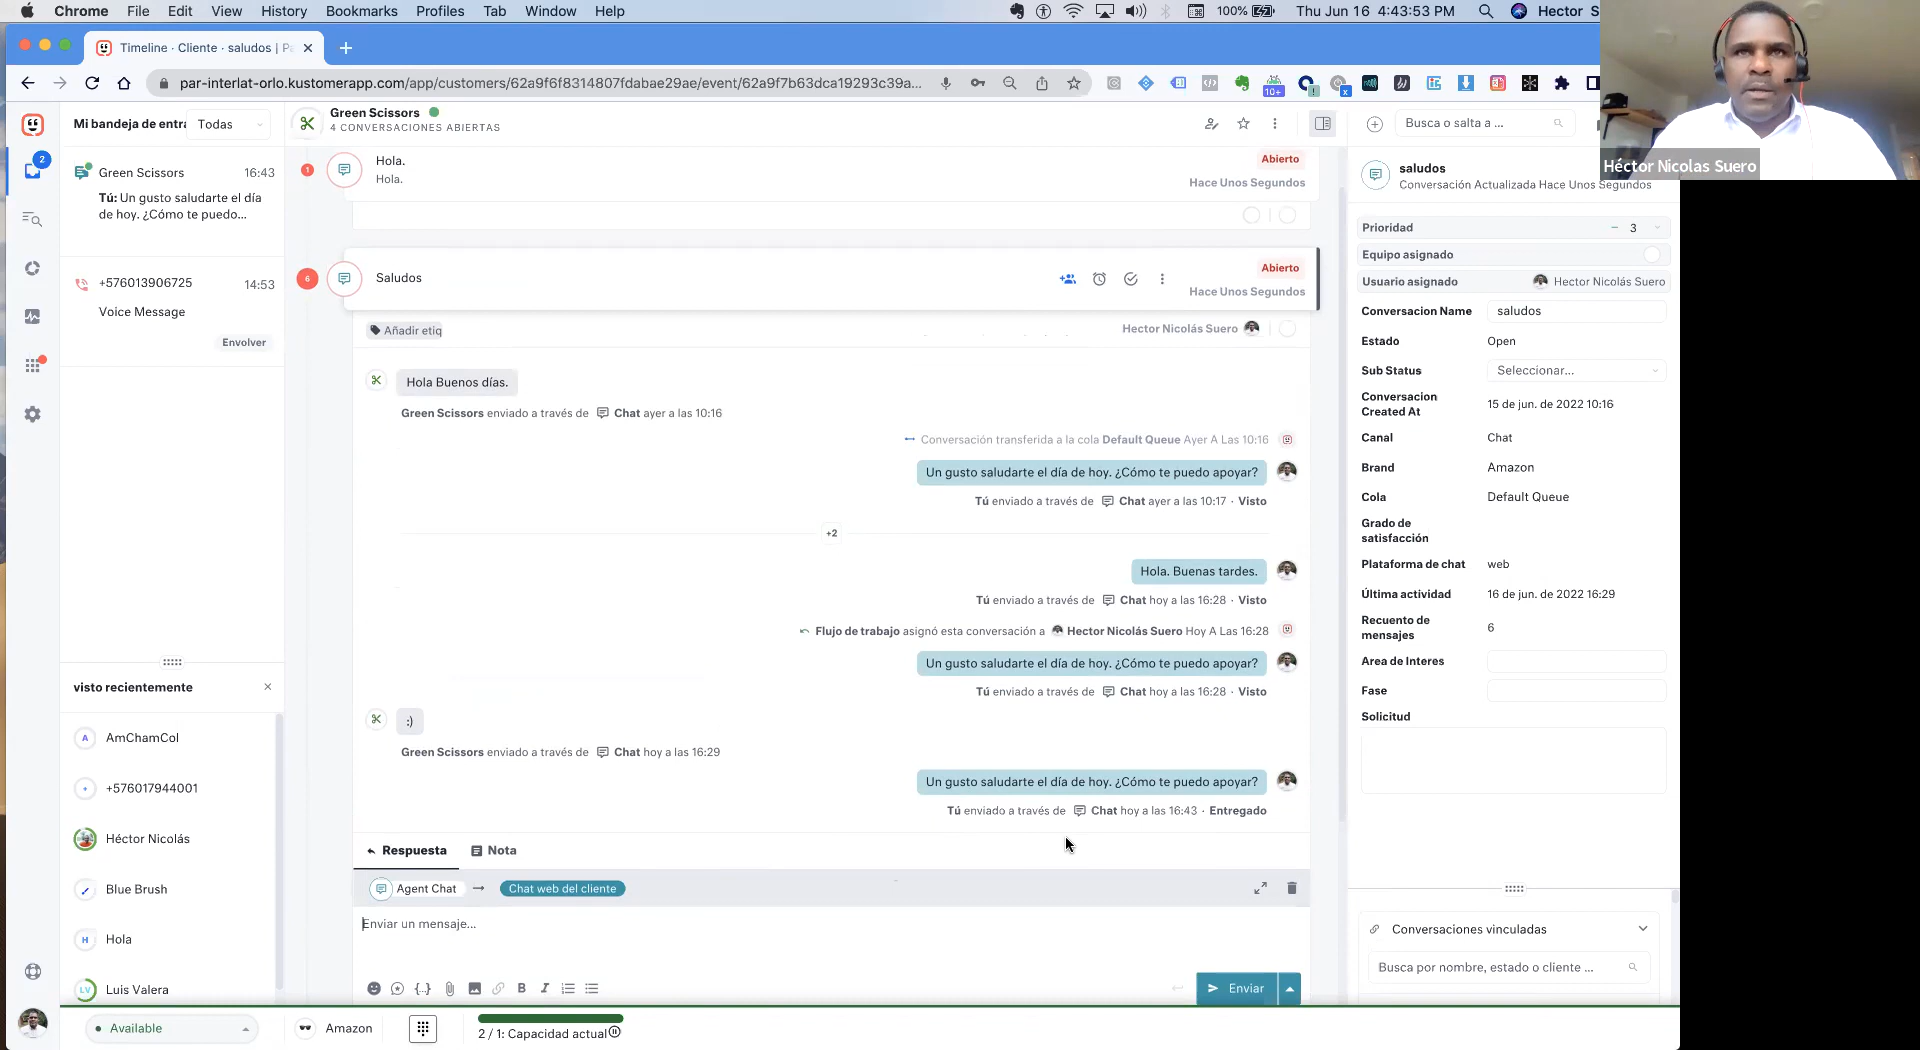 Chrome File Edit View History Bookmarks Profiles Tab Window Help 100% Thu Jun 16 4:43:53 PM Hector S
Timeline · Cliente · saludos | P
par-interlat-orlo.kustomerapp.com/app/customers/62a9f6f8314807fdabae29ae/event/62a9f7b63dca19293c39a...
10+
Héctor Nicolas Suero
Mi bandeja de entra Todas
2
Green Scissors 16:43
Tú: Un gusto saludarte el día
de hoy. ¿Cómo te puedo...
+576013906725 14:53
Voice Message
Envolver
visto recientemente
A AmChamCol
+ +576017944001
Héctor Nicolás
Blue Brush
H Hola
LV Luis Valera
Green Scissors
4 CONVERSACIONES ABIERTAS
1 Hola. Abierto
Hola. Hace Unos Segundos
6 Saludos Abierto
Hace Unos Segundos
Añadir etiq Hector Nicolás Suero
Hola Buenos días.
Green Scissors enviado a través de Chat ayer a las 10:16
Conversación transferida a la cola Default Queue Ayer A Las 10:16
Un gusto saludarte el día de hoy. ¿Cómo te puedo apoyar?
Tú enviado a través de Chat ayer a las 10:17 · Visto
+2
Hola. Buenas tardes.
Tú enviado a través de Chat hoy a las 16:28 · Visto
Flujo de trabajo asignó esta conversación a Hector Nicolás Suero Hoy A Las 16:28
Un gusto saludarte el día de hoy. ¿Cómo te puedo apoyar?
Tú enviado a través de Chat hoy a las 16:28 · Visto
:)
Green Scissors enviado a través de Chat hoy a las 16:29
Un gusto saludarte el día de hoy. ¿Cómo te puedo apoyar?
Tú enviado a través de Chat hoy a las 16:43 · Entregado
Respuesta Nota
Agent Chat → Chat web del cliente
Enviar un mensaje...
{..} B I Enviar
Busca o salta a ...
saludos
Conversación Actualizada Hace Unos Segundos
Prioridad – 3
Equipo asignado
Usuario asignado Hector Nicolás Suero
Conversacion Name saludos
Estado Open
Sub Status Seleccionar...
Conversacion
Created At 15 de jun. de 2022 10:16
Canal Chat
Brand Amazon
Cola Default Queue
Grado de
satisfacción
Plataforma de chat web
Última actividad 16 de jun. de 2022 16:29
Recuento de
mensajes 6
Area de Interes
Fase
Solicitud
Conversaciones vinculadas
Busca por nombre, estado o cliente ...
Available Amazon 2 / 1: Capacidad actual